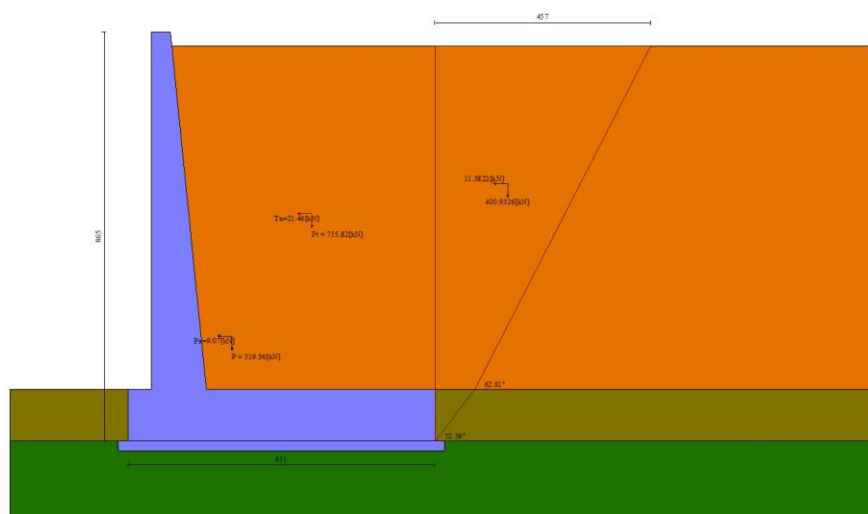 457
11.3822[kN]
400.9326[kN]
865
Tx=21.46[kN]
Pt = 755.82[kN]
Px=9.07[kN]
P = 319.36[kN]
62.81°
52.36°
651